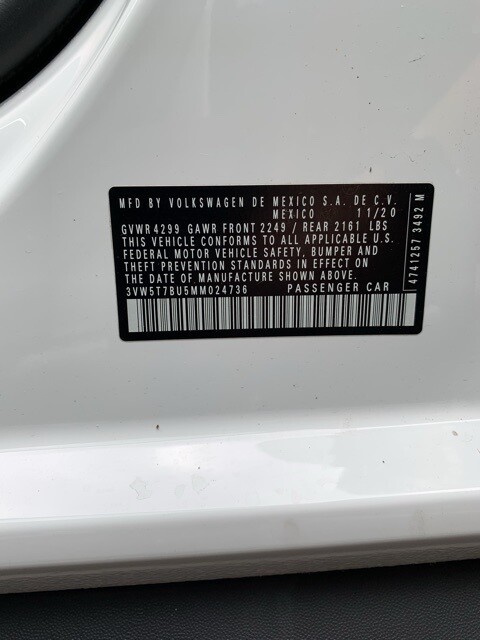 MFD BY VOLKSWAGEN DE MEXICO S.A. DE C.V.
MEXICO 11/20
GVWR 4299 GAWR FRONT 2249 / REAR 2161 LBS
THIS VEHICLE CONFORMS TO ALL APPLICABLE U.S.
FEDERAL MOTOR VEHICLE SAFETY, BUMPER AND
THEFT PREVENTION STANDARDS IN EFFECT ON
THE DATE OF MANUFACTURE SHOWN ABOVE.
3VW5T7BU5MM024736 PASSENGER CAR
4741257 3492 M